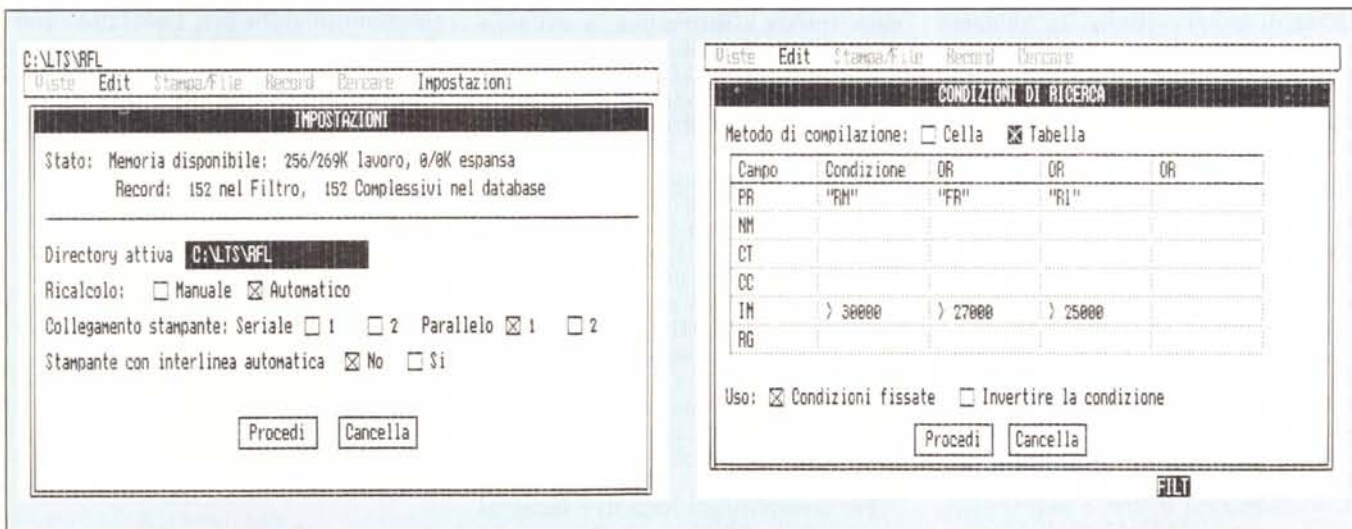 C:\LTS\RFL
Viste Edit Stampa/File Record Cercare Impostazioni
IMPOSTAZIONI
Stato: Memoria disponibile: 256/269K lavoro, 0/0K espansa
Record: 152 nel Filtro, 152 Complessivi nel database
Directory attiva C:\LTS\RFL
Ricalcolo: Manuale Automatico
Collegamento stampante: Seriale 1 2 Parallelo 1 2
Stampante con interlinea automatica No Si
Procedi Cancella
Viste Edit Stampa/File Record Cercare
CONDIZIONI DI RICERCA
Metodo di compilazione: Cella Tabella
Campo Condizione OR OR OR
PR "RM" "FR" "RI"
NM
CT
CC
IM > 30000 > 27000 > 25000
RG
Uso: Condizioni fissate Invertire la condizione
Procedi Cancella
FILT